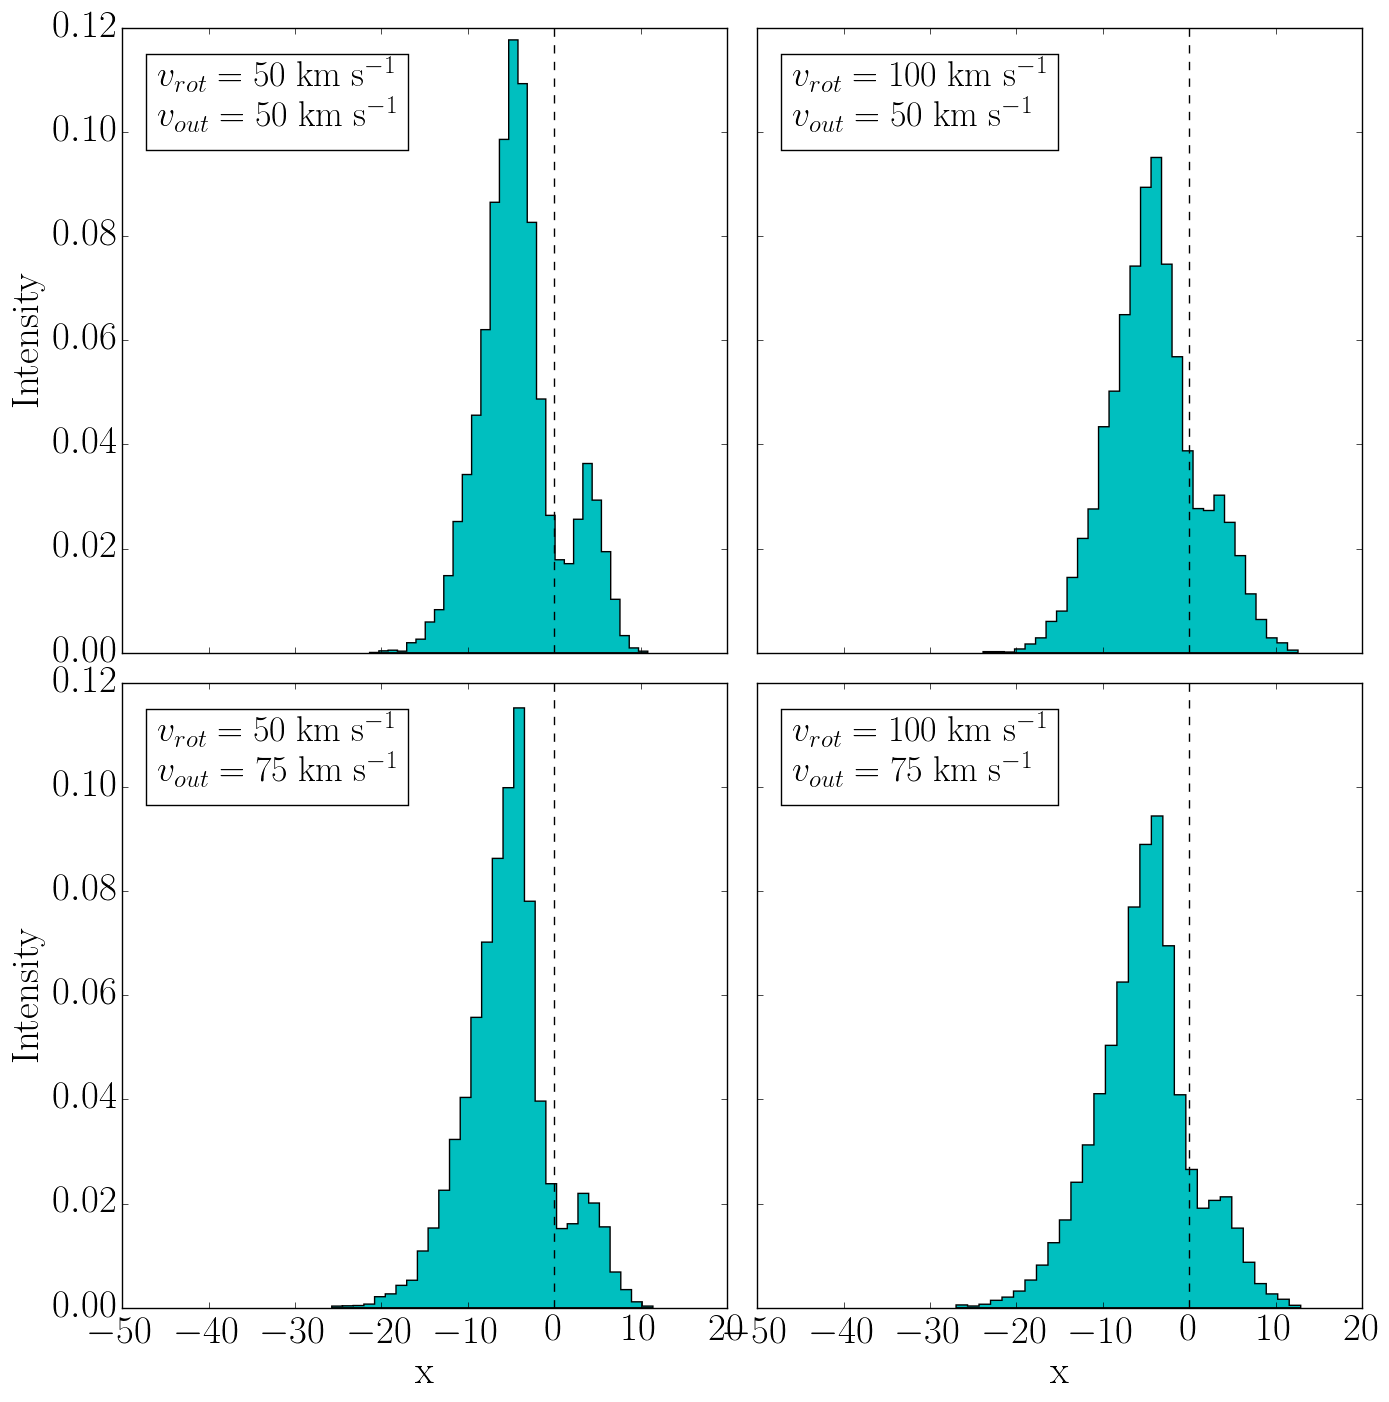 0.12
0.10
0.08
0.06
0.04
0.02
0.00
Intensity
v_rot = 50 km s⁻¹
v_out = 50 km s⁻¹
v_rot = 100 km s⁻¹
v_out = 50 km s⁻¹
0.12
0.10
0.08
0.06
0.04
0.02
0.00
Intensity
v_rot = 50 km s⁻¹
v_out = 75 km s⁻¹
v_rot = 100 km s⁻¹
v_out = 75 km s⁻¹
−50 −40 −30 −20 −10 0 10 20
−50 −40 −30 −20 −10 0 10 20
x
x